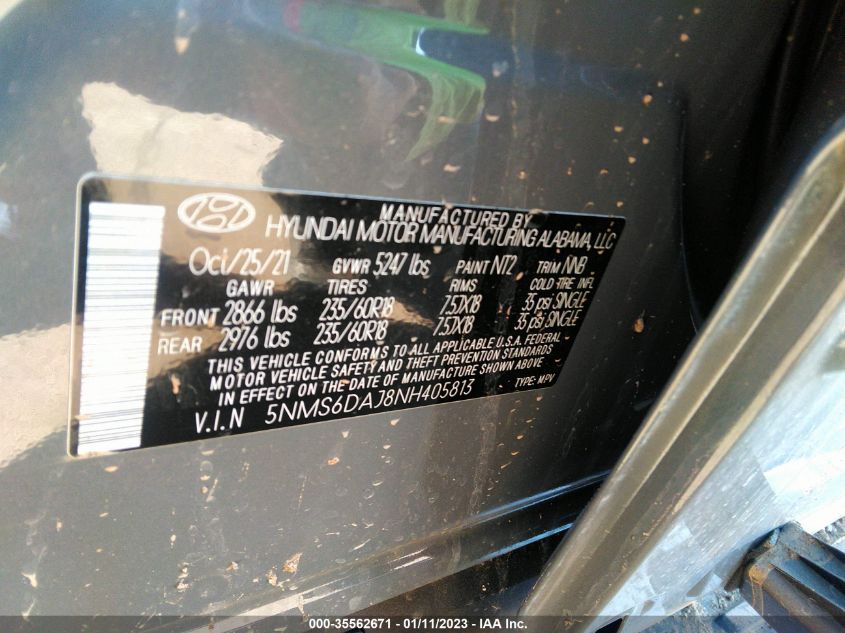 MANUFACTURED BY
HYUNDAI MOTOR MANUFACTURING ALABAMA, LLC
Oct/25/21 GVWR 5247 lbs PAINT NT2 TRIM NNB
GAWR TIRES RIMS COLD TIRE INFL
FRONT 2866 lbs 235/60R18 7.5JX18 35 psi SINGLE
REAR 2976 lbs 235/60R18 7.5JX18 35 psi SINGLE
THIS VEHICLE CONFORMS TO ALL APPLICABLE U.S.A. FEDERAL
MOTOR VEHICLE SAFETY AND THEFT PREVENTION STANDARDS
IN EFFECT ON THE DATE OF MANUFACTURE SHOWN ABOVE
V.I.N 5NMS6DAJ8NH405813 TYPE: MPV
000-35562671 - 01/11/2023 - IAA Inc.